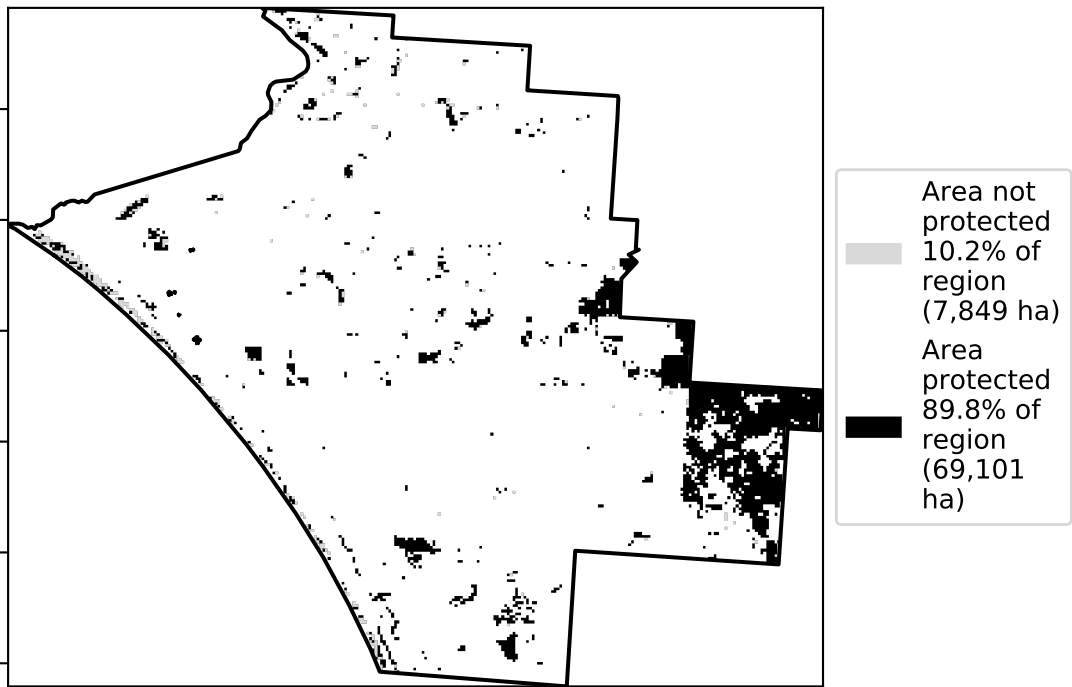 Area not
protected
10.2% of
region
(7,849 ha)
Area
protected
89.8% of
region
(69,101
ha)